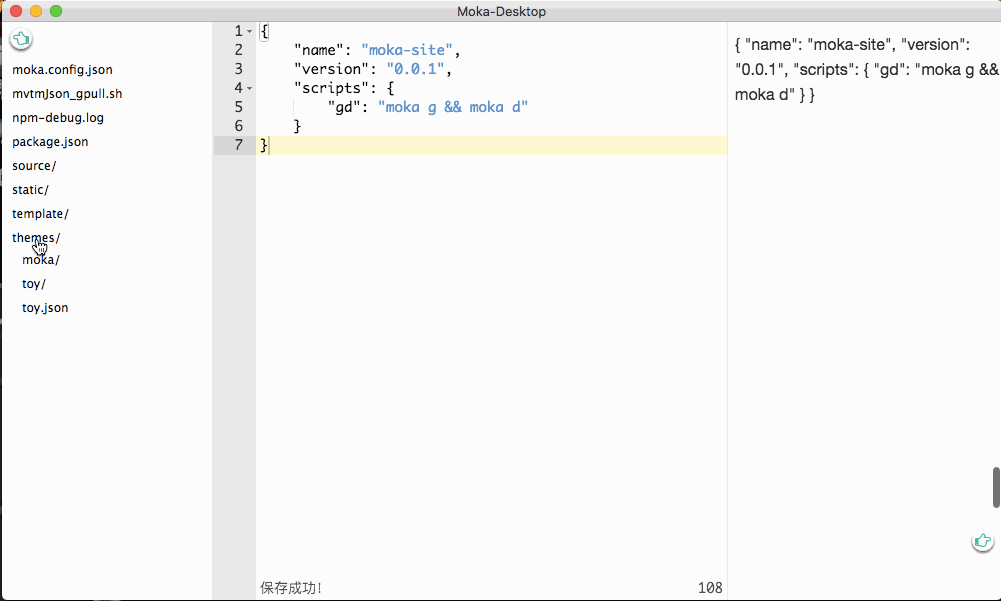 Moka-Desktop
moka.config.json
mvtmJson_gpull.sh
npm-debug.log
package.json
source/
static/
template/
themes/
moka/
toy/
toy.json
1 {
2 "name": "moka-site",
3 "version": "0.0.1",
4 "scripts": {
5 "gd": "moka g && moka d"
6 }
7 }
保存成功! 108
{ "name": "moka-site", "version":
"0.0.1", "scripts": { "gd": "moka g &&
moka d" } }